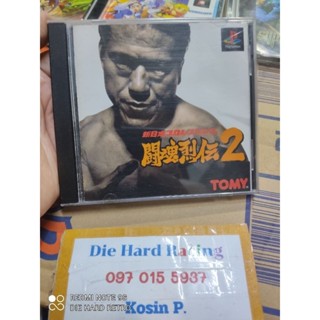 PlayStation
新日本プロレスリング
闘魂烈伝2
TOMY
Die Hard Racing
097 015 5937
Kosin P.
REDMI NOTE 9S
DIE HARD RETRO